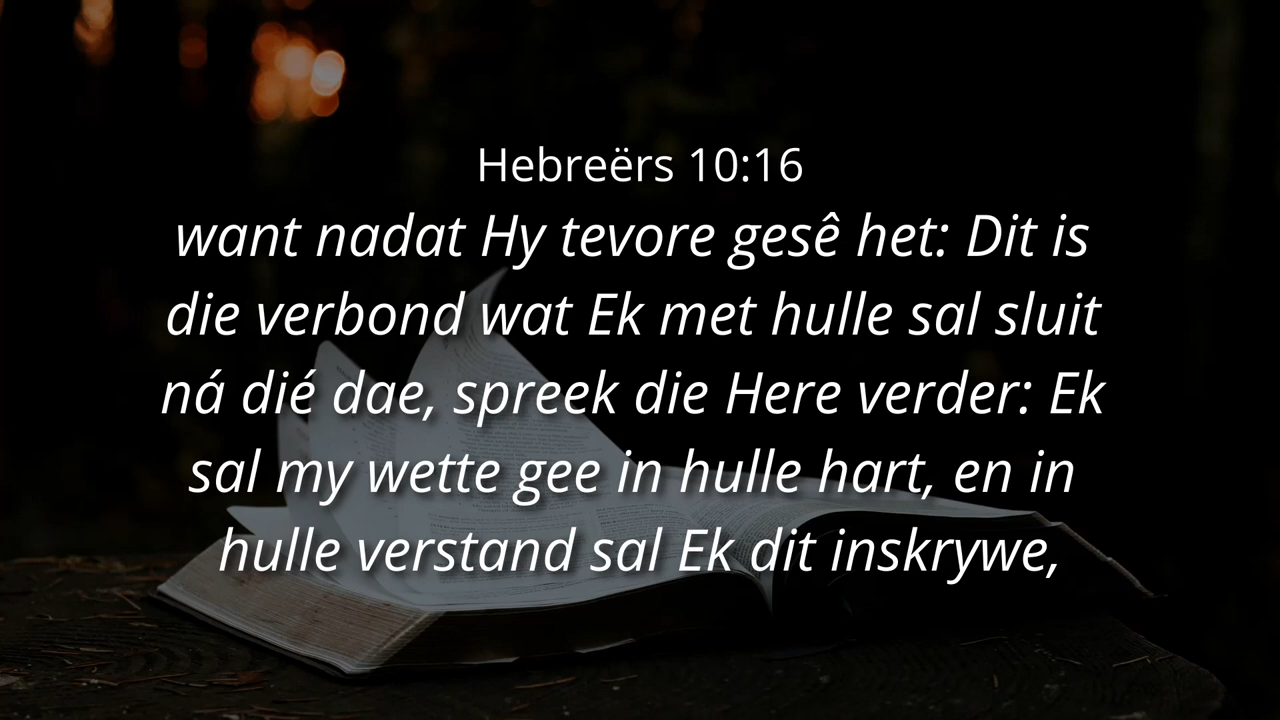 Hebreërs 10:16
want nadat Hy tevore gesê het: Dit is
die verbond wat Ek met hulle sal sluit
ná dié dae, spreek die Here verder: Ek
sal my wette gee in hulle hart, en in
hulle verstand sal Ek dit inskrywe,